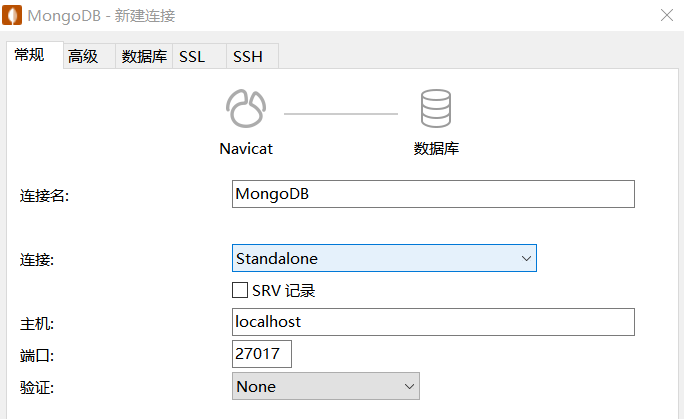 MongoDB - 新建连接
常规 高级 数据库 SSL SSH
Navicat 数据库
连接名: MongoDB
连接: Standalone
SRV 记录
主机: localhost
端口: 27017
验证: None